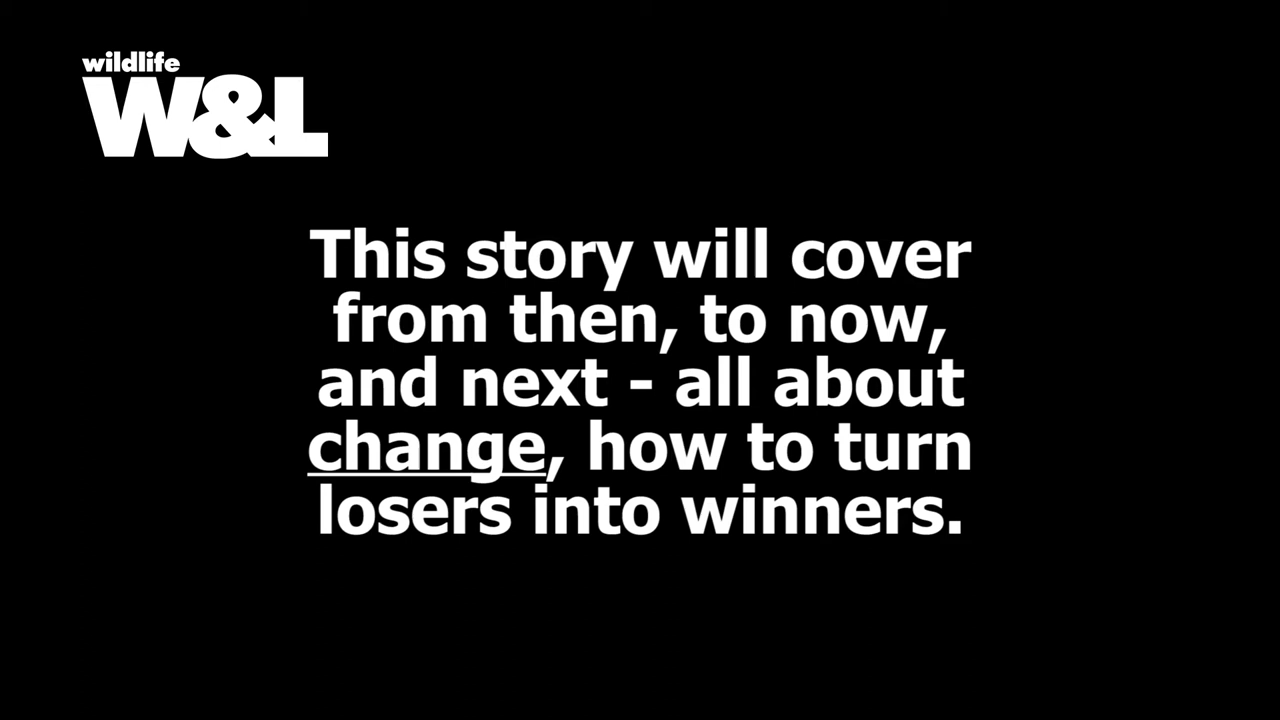 wildlife
W&L
This story will cover
from then, to now,
and next - all about
change, how to turn
losers into winners.